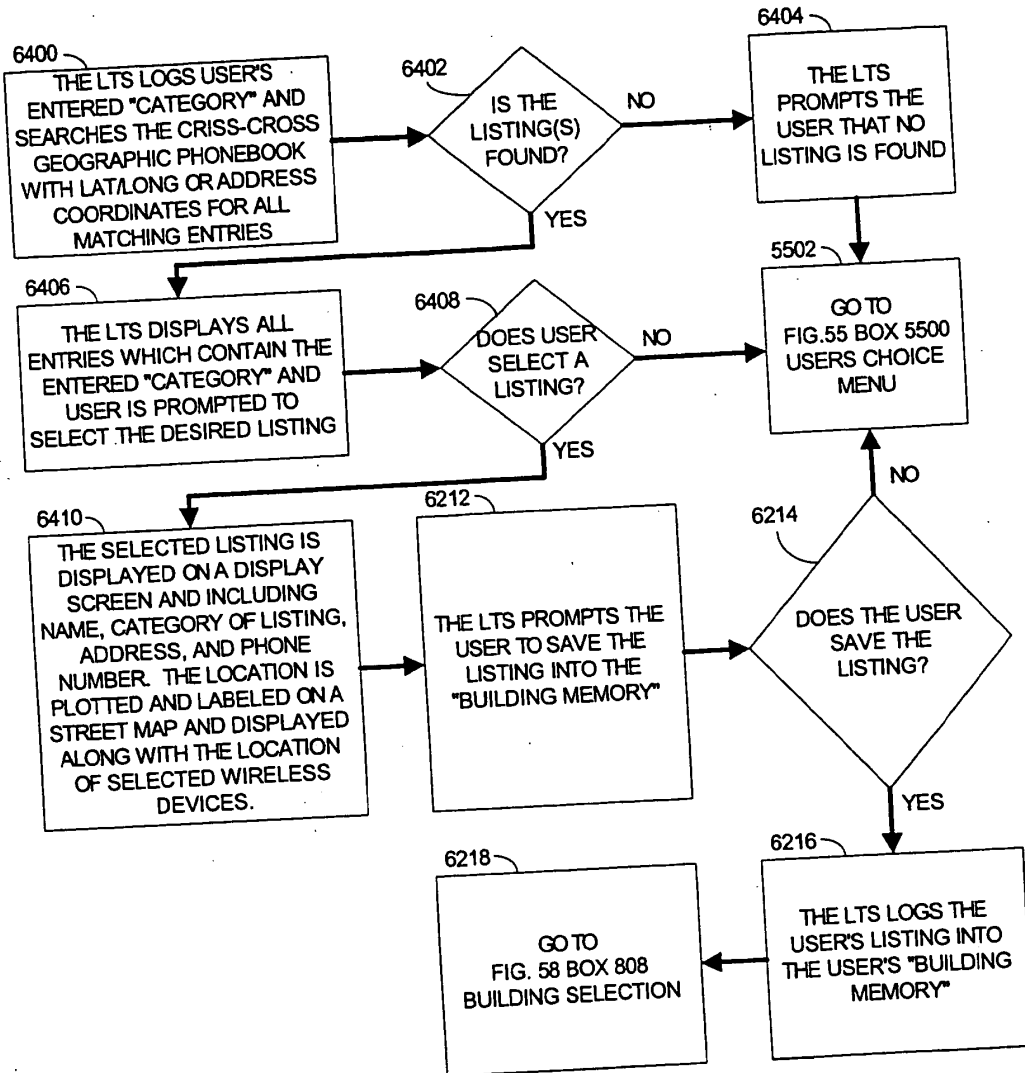 6400
THE LTS LOGS USER'S
ENTERED "CATEGORY" AND
SEARCHES THE CRISS-CROSS
GEOGRAPHIC PHONEBOOK
WITH LAT/LONG OR ADDRESS
COORDINATES FOR ALL
MATCHING ENTRIES
6402
IS THE
LISTING(S)
FOUND?
NO
YES
6404
THE LTS
PROMPTS THE
USER THAT NO
LISTING IS FOUND
6406
THE LTS DISPLAYS ALL
ENTRIES WHICH CONTAIN THE
ENTERED "CATEGORY" AND
USER IS PROMPTED TO
SELECT THE DESIRED LISTING
6408
DOES USER
SELECT A
LISTING?
NO
YES
5502
GO TO
FIG.55 BOX 5500
USERS CHOICE
MENU
6410
THE SELECTED LISTING IS
DISPLAYED ON A DISPLAY
SCREEN AND INCLUDING
NAME, CATEGORY OF LISTING,
ADDRESS, AND PHONE
NUMBER. THE LOCATION IS
PLOTTED AND LABELED ON A
STREET MAP AND DISPLAYED
ALONG WITH THE LOCATION
OF SELECTED WIRELESS
DEVICES.
6212
THE LTS PROMPTS THE
USER TO SAVE THE
LISTING INTO THE
"BUILDING MEMORY"
6214
DOES THE USER
SAVE THE
LISTING?
NO
YES
6216
THE LTS LOGS THE
USER'S LISTING INTO
THE USER'S "BUILDING
MEMORY"
6218
GO TO
FIG. 58 BOX 808
BUILDING SELECTION